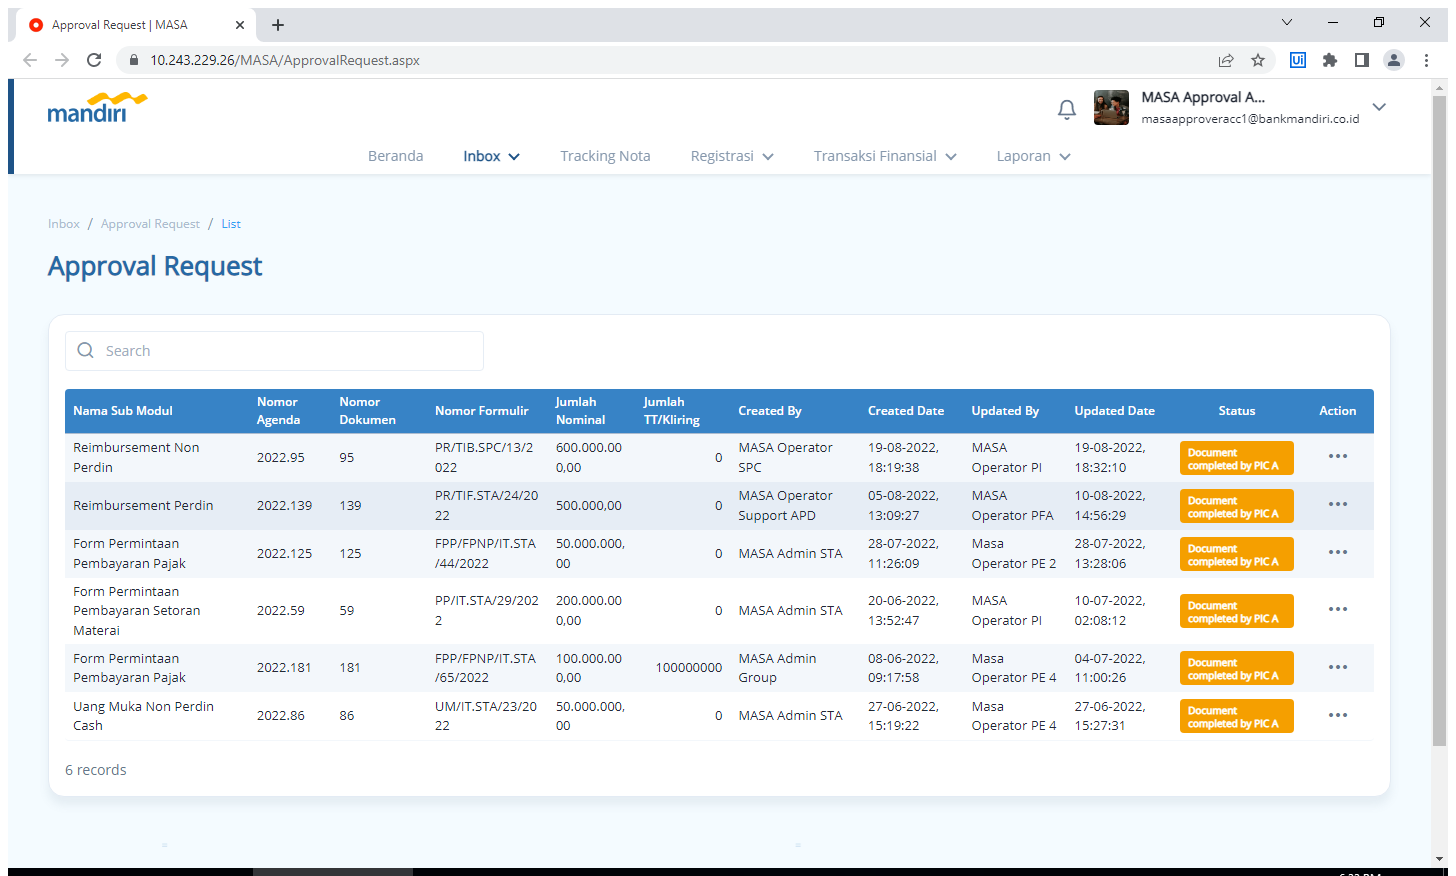 Approval Request | MASA
10.243.229.26/MASA/ApprovalRequest.aspx
mandiri
MASA Approval A...
masaapproveracc1@bankmandiri.co.id
Beranda Inbox Tracking Nota Registrasi Transaksi Finansial Laporan
Inbox / Approval Request / List
Approval Request
Search
Nama Sub Modul
Nomor
Agenda
Nomor
Dokumen
Nomor Formulir
Jumlah
Nominal
Jumlah
TT/Kliring
Created By
Created Date
Updated By
Updated Date
Status
Action
Reimbursement Non
Perdin
2022.95
95
PR/TIB.SPC/13/2
022
600.000.00
0,00
0
MASA Operator
SPC
19-08-2022,
18:19:38
MASA
Operator PI
19-08-2022,
18:32:10
Document
completed by PIC A
Reimbursement Perdin
2022.139
139
PR/TIF.STA/24/20
22
500.000,00
0
MASA Operator
Support APD
05-08-2022,
13:09:27
MASA
Operator PFA
10-08-2022,
14:56:29
Document
completed by PIC A
Form Permintaan
Pembayaran Pajak
2022.125
125
FPP/FPNP/IT.STA
/44/2022
50.000.000,
00
0
MASA Admin STA
28-07-2022,
11:26:09
Masa
Operator PE 2
28-07-2022,
13:28:06
Document
completed by PIC A
Form Permintaan
Pembayaran Setoran
Materai
2022.59
59
PP/IT.STA/29/202
2
200.000.00
0,00
0
MASA Admin STA
20-06-2022,
13:52:47
MASA
Operator PI
10-07-2022,
02:08:12
Document
completed by PIC A
Form Permintaan
Pembayaran Pajak
2022.181
181
FPP/FPNP/IT.STA
/65/2022
100.000.00
0,00
100000000
MASA Admin
Group
08-06-2022,
09:17:58
Masa
Operator PE 4
04-07-2022,
11:00:26
Document
completed by PIC A
Uang Muka Non Perdin
Cash
2022.86
86
UM/IT.STA/23/20
22
50.000.000,
00
0
MASA Admin STA
27-06-2022,
15:19:22
Masa
Operator PE 4
27-06-2022,
15:27:31
Document
completed by PIC A
6 records